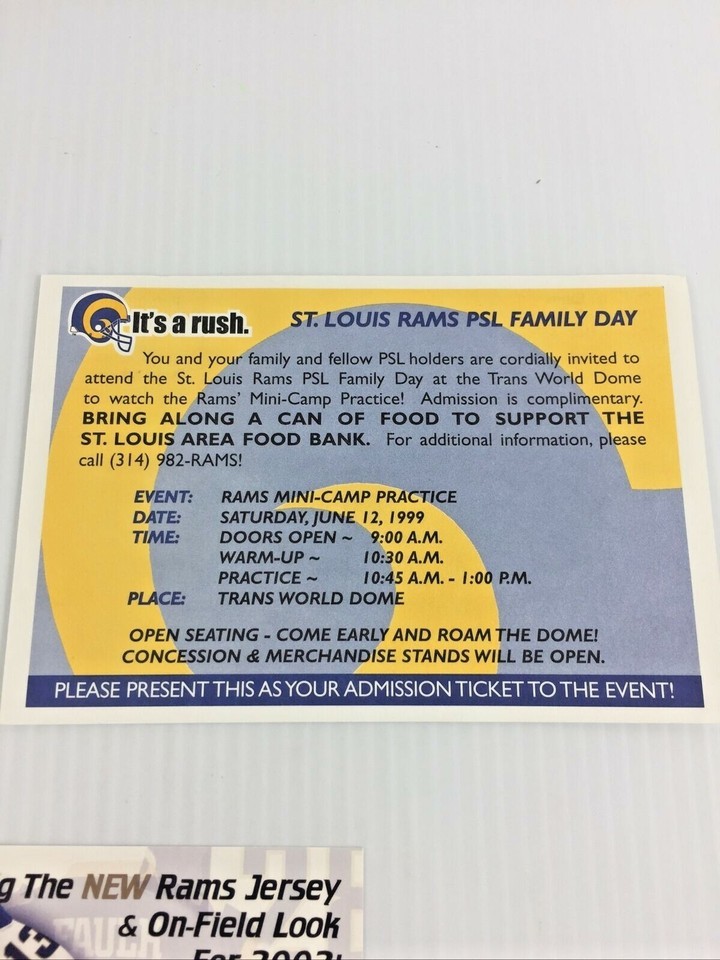 It's a rush.
ST. LOUIS RAMS PSL FAMILY DAY
You and your family and fellow PSL holders are cordially invited to
attend the St. Louis Rams PSL Family Day at the Trans World Dome
to watch the Rams' Mini-Camp Practice! Admission is complimentary.
BRING ALONG A CAN OF FOOD TO SUPPORT THE
ST. LOUIS AREA FOOD BANK. For additional information, please
call (314) 982-RAMS!
EVENT: RAMS MINI-CAMP PRACTICE
DATE: SATURDAY, JUNE 12, 1999
TIME: DOORS OPEN ~ 9:00 A.M.
WARM-UP ~ 10:30 A.M.
PRACTICE ~ 10:45 A.M. - 1:00 P.M.
PLACE: TRANS WORLD DOME
OPEN SEATING - COME EARLY AND ROAM THE DOME!
CONCESSION & MERCHANDISE STANDS WILL BE OPEN.
PLEASE PRESENT THIS AS YOUR ADMISSION TICKET TO THE EVENT!
g The NEW Rams Jersey
& On-Field Look
FAULK
13